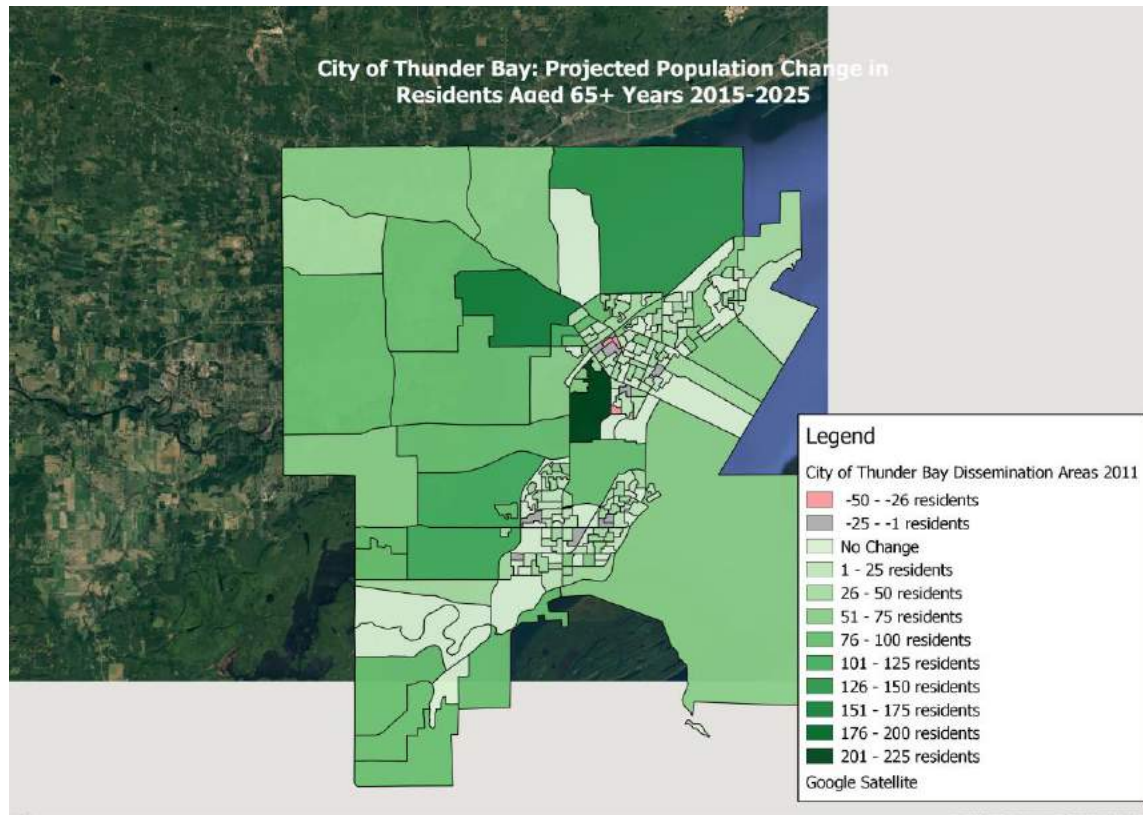 City of Thunder Bay: Projected Population Change in
Residents Aged 65+ Years 2015-2025
Legend
City of Thunder Bay Dissemination Areas 2011
-50 - -26 residents
-25 - -1 residents
No Change
1 - 25 residents
26 - 50 residents
51 - 75 residents
76 - 100 residents
101 - 125 residents
126 - 150 residents
151 - 175 residents
176 - 200 residents
201 - 225 residents
Google Satellite